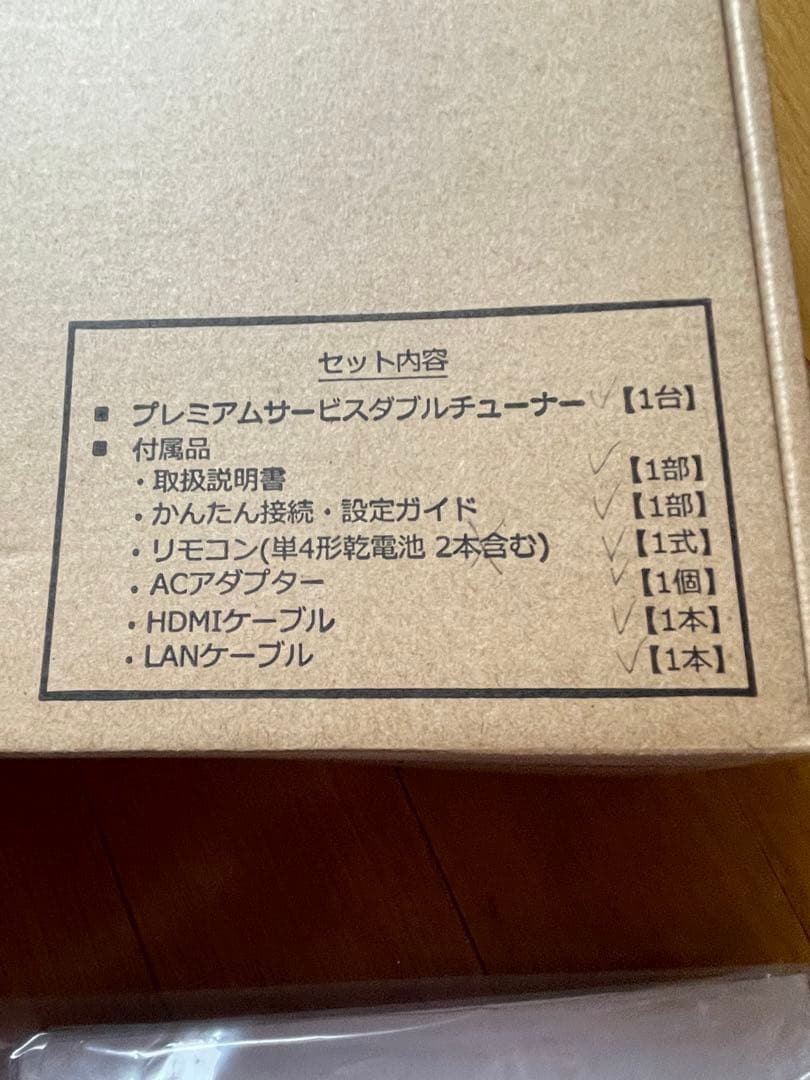 セット内容
■ プレミアムサービスダブルチューナー ✓【1台】
■ 付属品
・取扱説明書 ✓【1部】
・かんたん接続・設定ガイド ✓【1部】
・リモコン(単4形乾電池 2本含む) ✓【1式】
・ACアダプター ✓【1個】
・HDMIケーブル ✓【1本】
・LANケーブル ✓【1本】